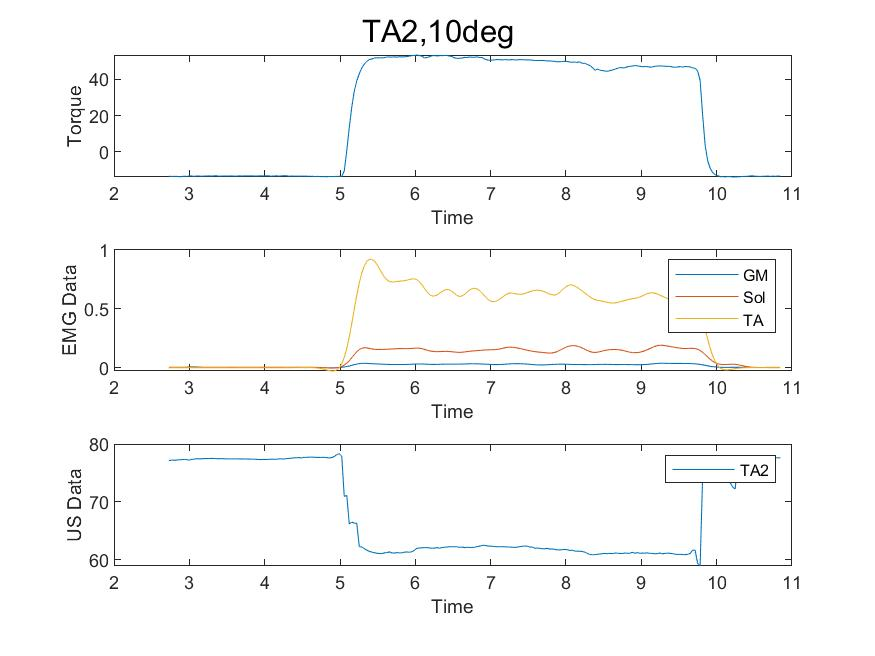 TA2,10deg
40
20
0
Torque
2 3 4 5 6 7 8 9 10 11
Time
1
0.5
0
EMG Data
GM
Sol
TA
2 3 4 5 6 7 8 9 10 11
Time
80
70
60
US Data
TA2
2 3 4 5 6 7 8 9 10 11
Time